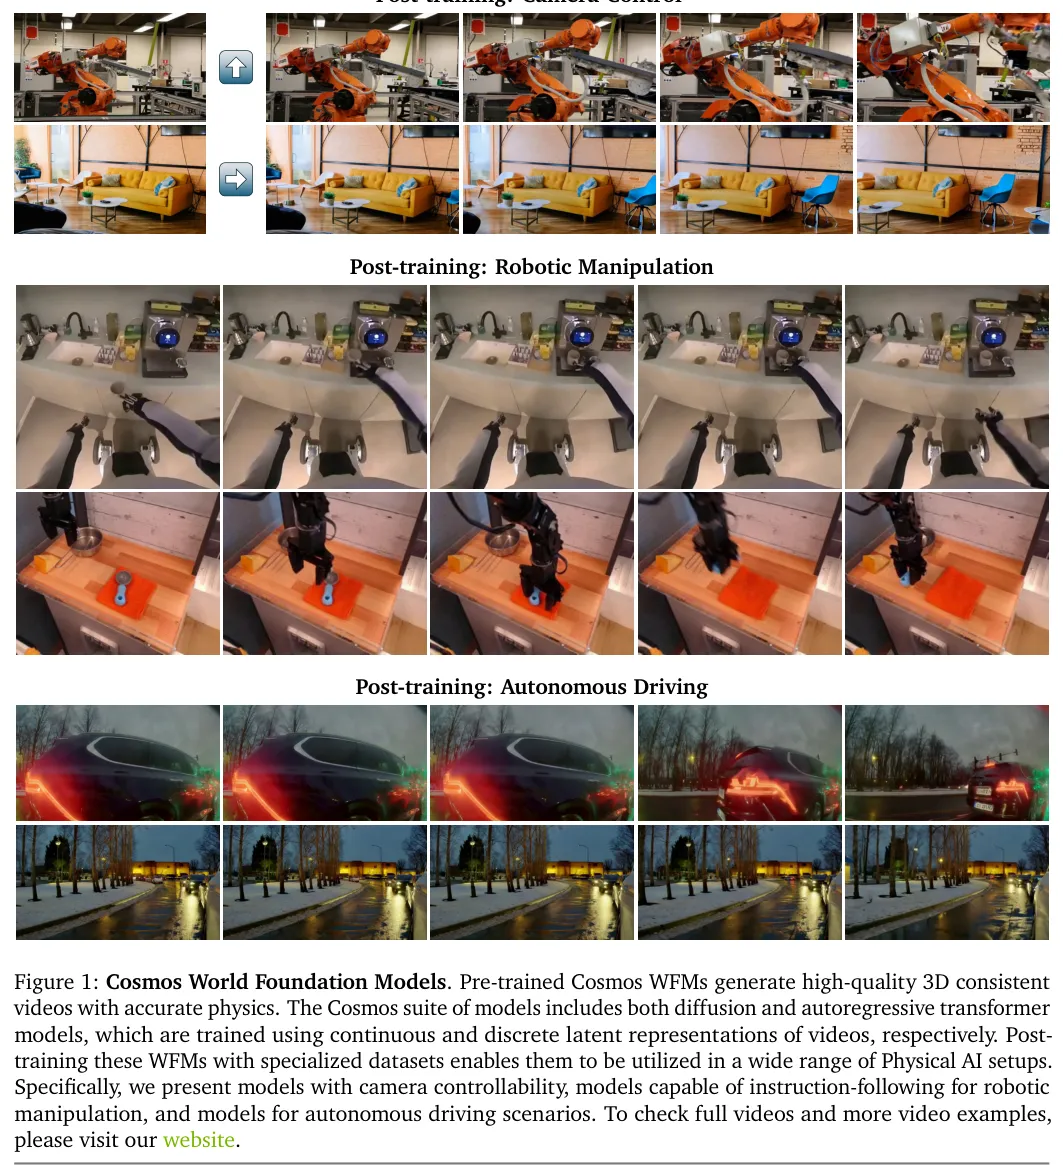 Post-training: Camera Control
Post-training: Robotic Manipulation
Post-training: Autonomous Driving
Figure 1: Cosmos World Foundation Models. Pre-trained Cosmos WFMs generate high-quality 3D consistent
videos with accurate physics. The Cosmos suite of models includes both diffusion and autoregressive transformer
models, which are trained using continuous and discrete latent representations of videos, respectively. Post-
training these WFMs with specialized datasets enables them to be utilized in a wide range of Physical AI setups.
Specifically, we present models with camera controllability, models capable of instruction-following for robotic
manipulation, and models for autonomous driving scenarios. To check full videos and more video examples,
please visit our website.